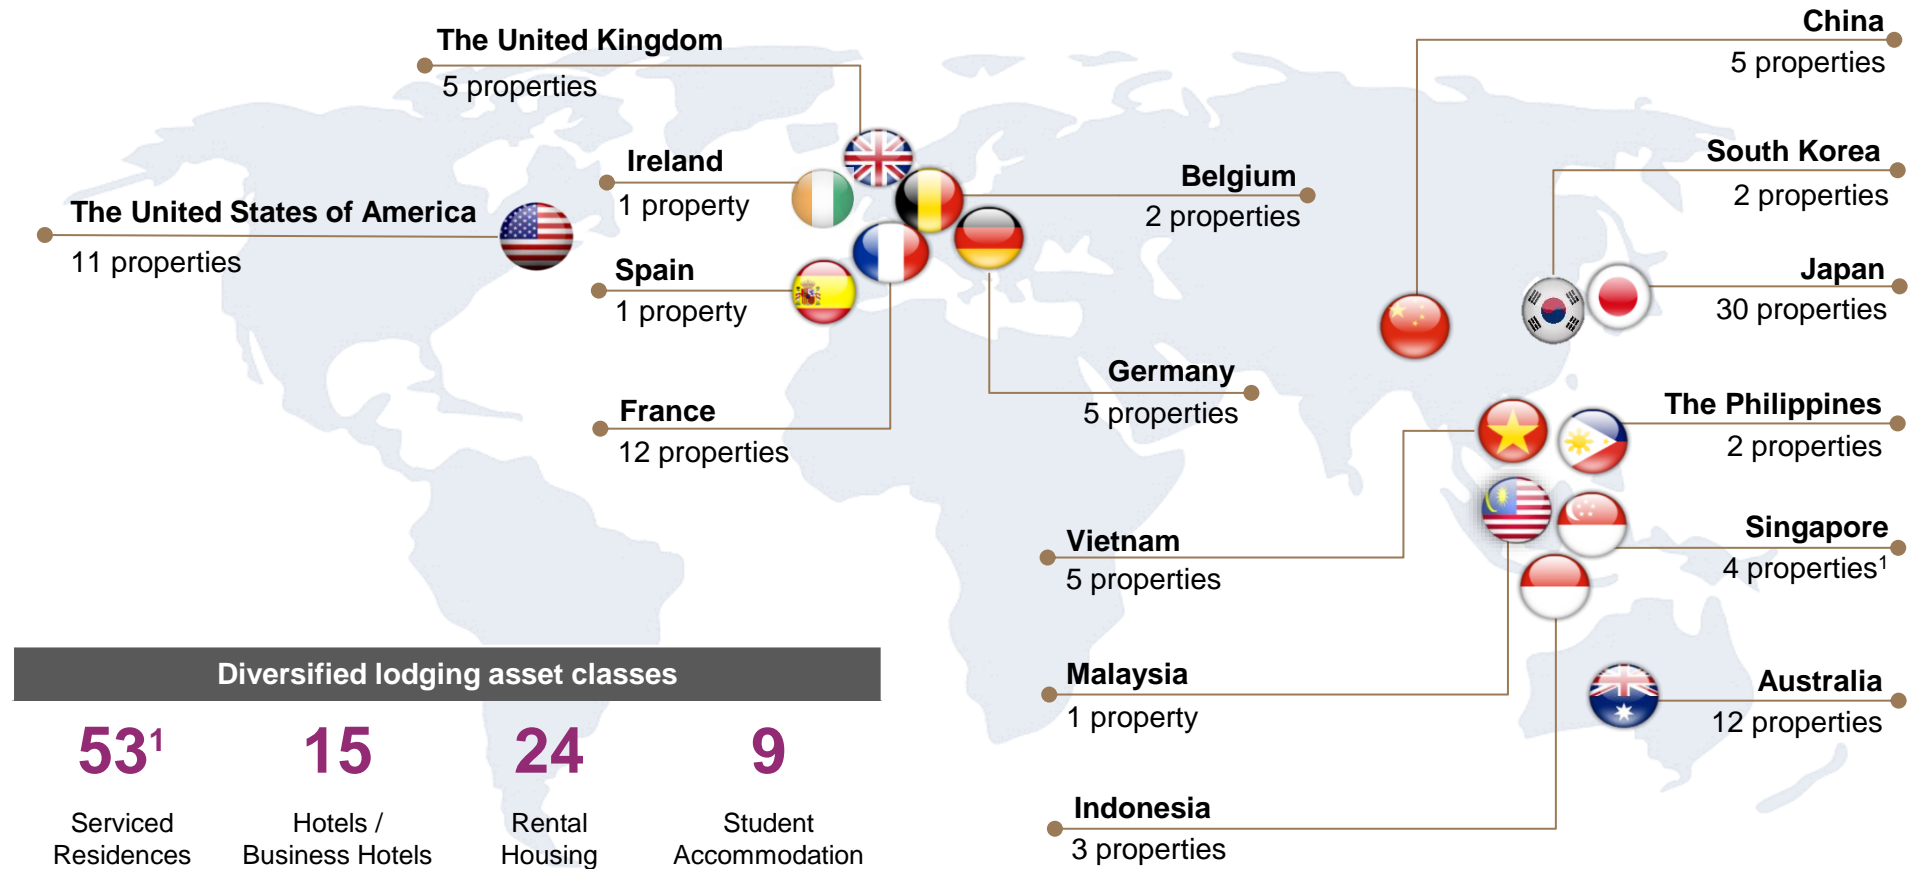 The United Kingdom
5 properties
Ireland
1 property
The United States of America
11 properties
Spain
1 property
France
12 properties
Belgium
2 properties
Germany
5 properties
China
5 properties
South Korea
2 properties
Japan
30 properties
The Philippines
2 properties
Vietnam
5 properties
Singapore
4 properties¹
Malaysia
1 property
Australia
12 properties
Indonesia
3 properties
Diversified lodging asset classes
53¹
Serviced
Residences
15
Hotels /
Business Hotels
24
Rental
Housing
9
Student
Accommodation